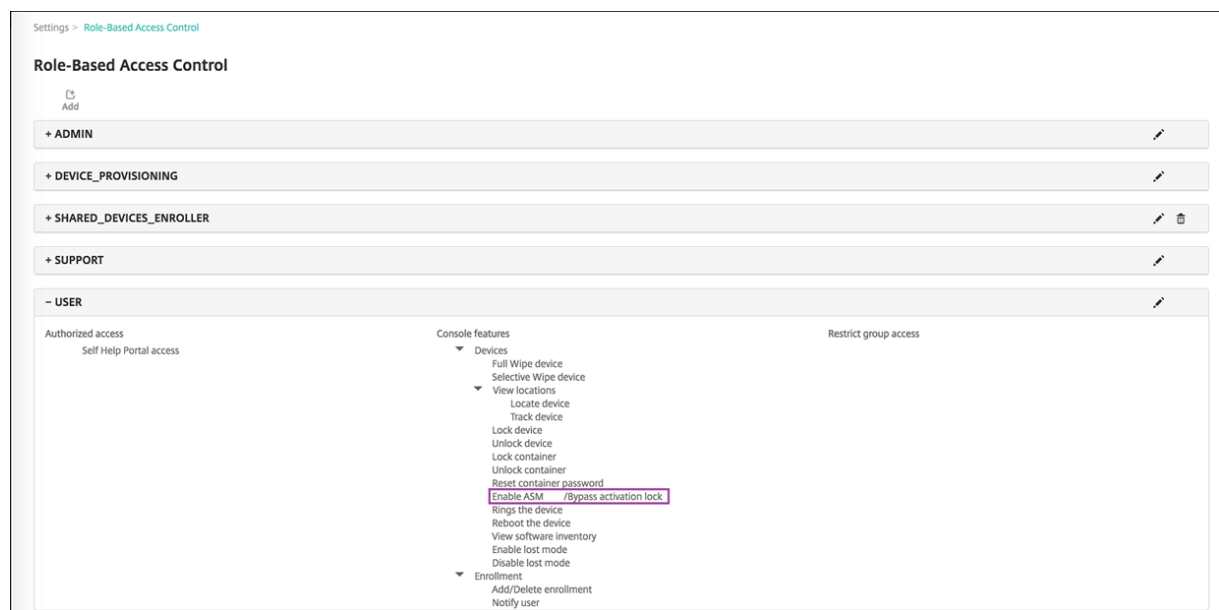 Settings > Role-Based Access Control
Role-Based Access Control
Add
+ ADMIN
+ DEVICE_PROVISIONING
+ SHARED_DEVICES_ENROLLER
+ SUPPORT
− USER
Authorized access
Self Help Portal access
Console features
Devices
Full Wipe device
Selective Wipe device
View locations
Locate device
Track device
Lock device
Unlock device
Lock container
Unlock container
Reset container password
Enable ASM /Bypass activation lock
Rings the device
Reboot the device
View software inventory
Enable lost mode
Disable lost mode
Enrollment
Add/Delete enrollment
Notify user
Restrict group access